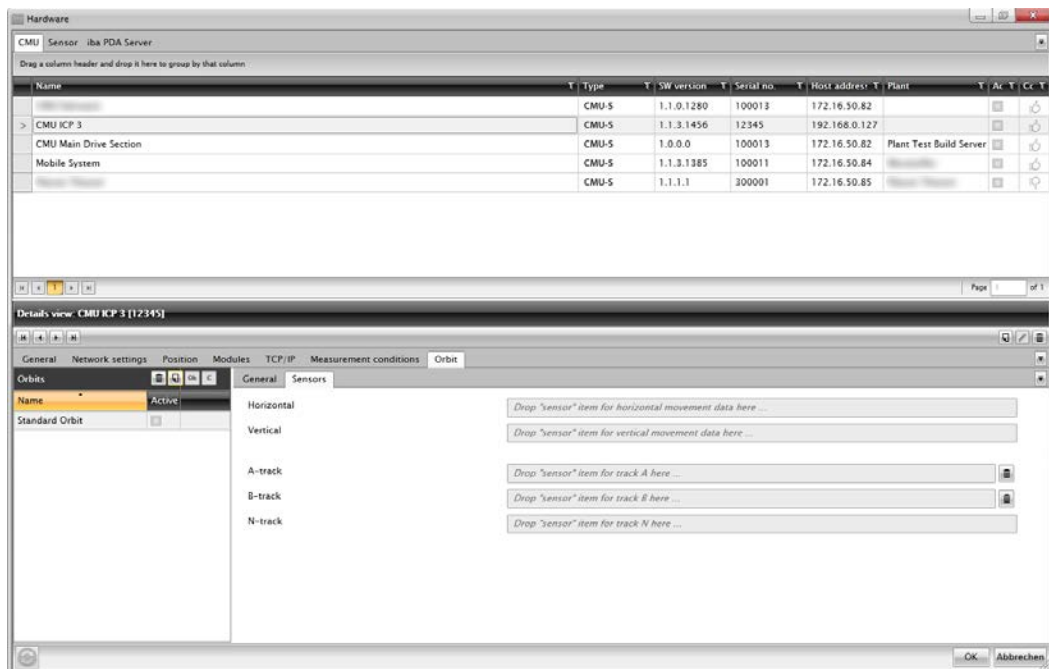 Hardware
CMU Sensor iba PDA Server
Drag a column header and drop it here to group by that column
Name Type SW version Serial no. Host address Plant Ac Cc
CMU-S 1.1.0.1280 100013 172.16.50.82
> CMU ICP 3 CMU-S 1.1.3.1456 12345 192.168.0.127
CMU Main Drive Section CMU-S 1.0.0.0 100013 172.16.50.82 Plant Test Build Server
Mobile System CMU-S 1.1.3.1385 100011 172.16.50.84
CMU-S 1.1.1.1 300001 172.16.50.85
1 Page 1 of 1
Details view: CMU ICP 3 [12345]
General Network settings Position Modules TCP/IP Measurement conditions Orbit
Orbits C General Sensors
Name Active
Standard Orbit
Horizontal Drop "sensor" item for horizontal movement data here ...
Vertical Drop "sensor" item for vertical movement data here ...
A-track Drop "sensor" item for track A here ...
B-track Drop "sensor" item for track B here ...
N-track Drop "sensor" item for track N here ...
OK Abbrechen